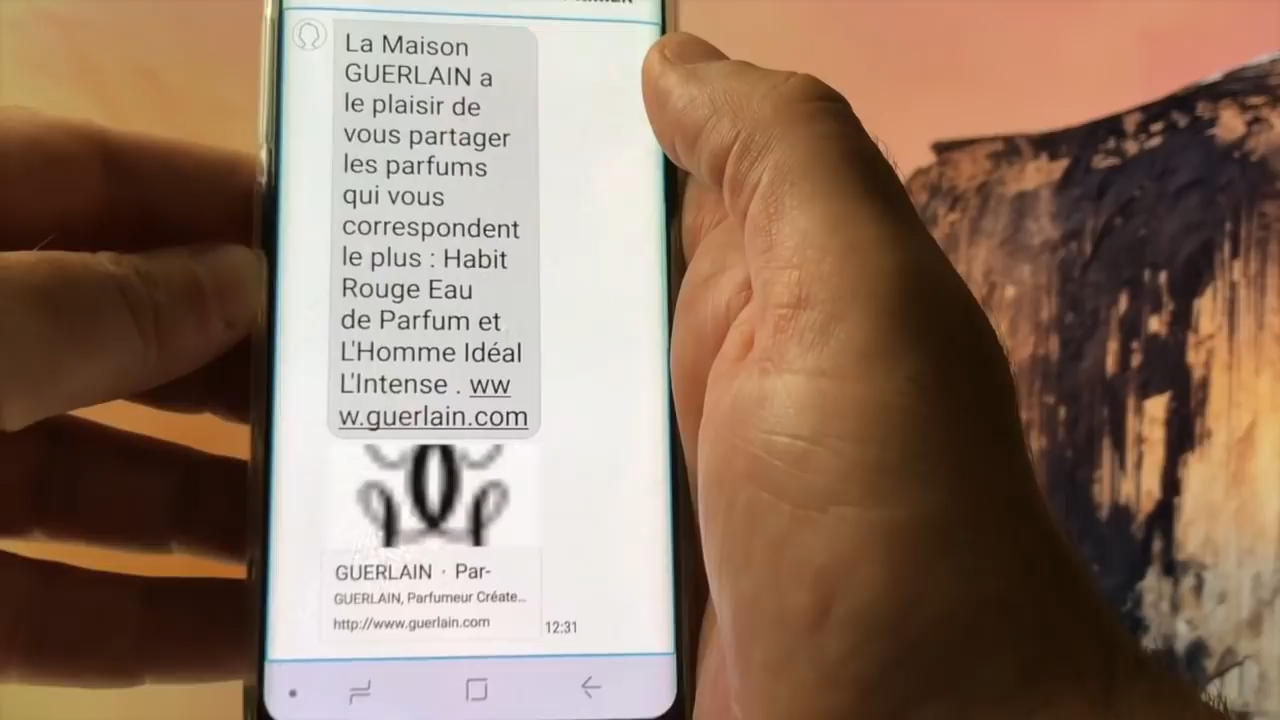 La Maison
GUERLAIN a
le plaisir de
vous partager
les parfums
qui vous
correspondent
le plus : Habit
Rouge Eau
de Parfum et
L'Homme Idéal
L'Intense . ww
w.guerlain.com
GUERLAIN · Par-
GUERLAIN, Parfumeur Créate...
http://www.guerlain.com
12:31